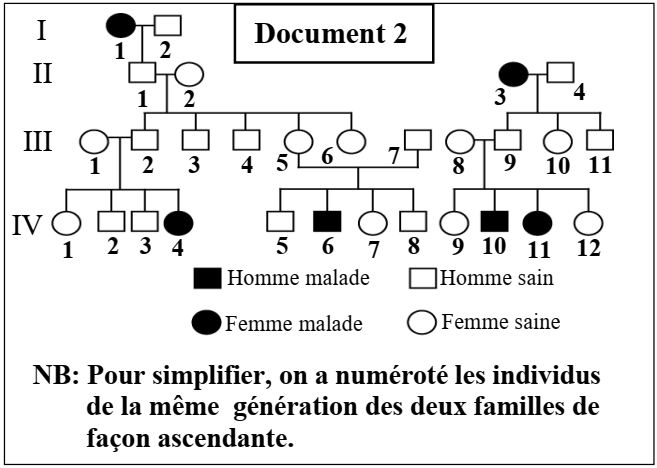 Document 2
I
1 2
II
1 2 3 4
III
1 2 3 4 5 6 7 8 9 10 11
IV
1 2 3 4 5 6 7 8 9 10 11 12
Homme malade Homme sain
Femme malade Femme saine
NB: Pour simplifier, on a numéroté les individus
de la même génération des deux familles de
façon ascendante.